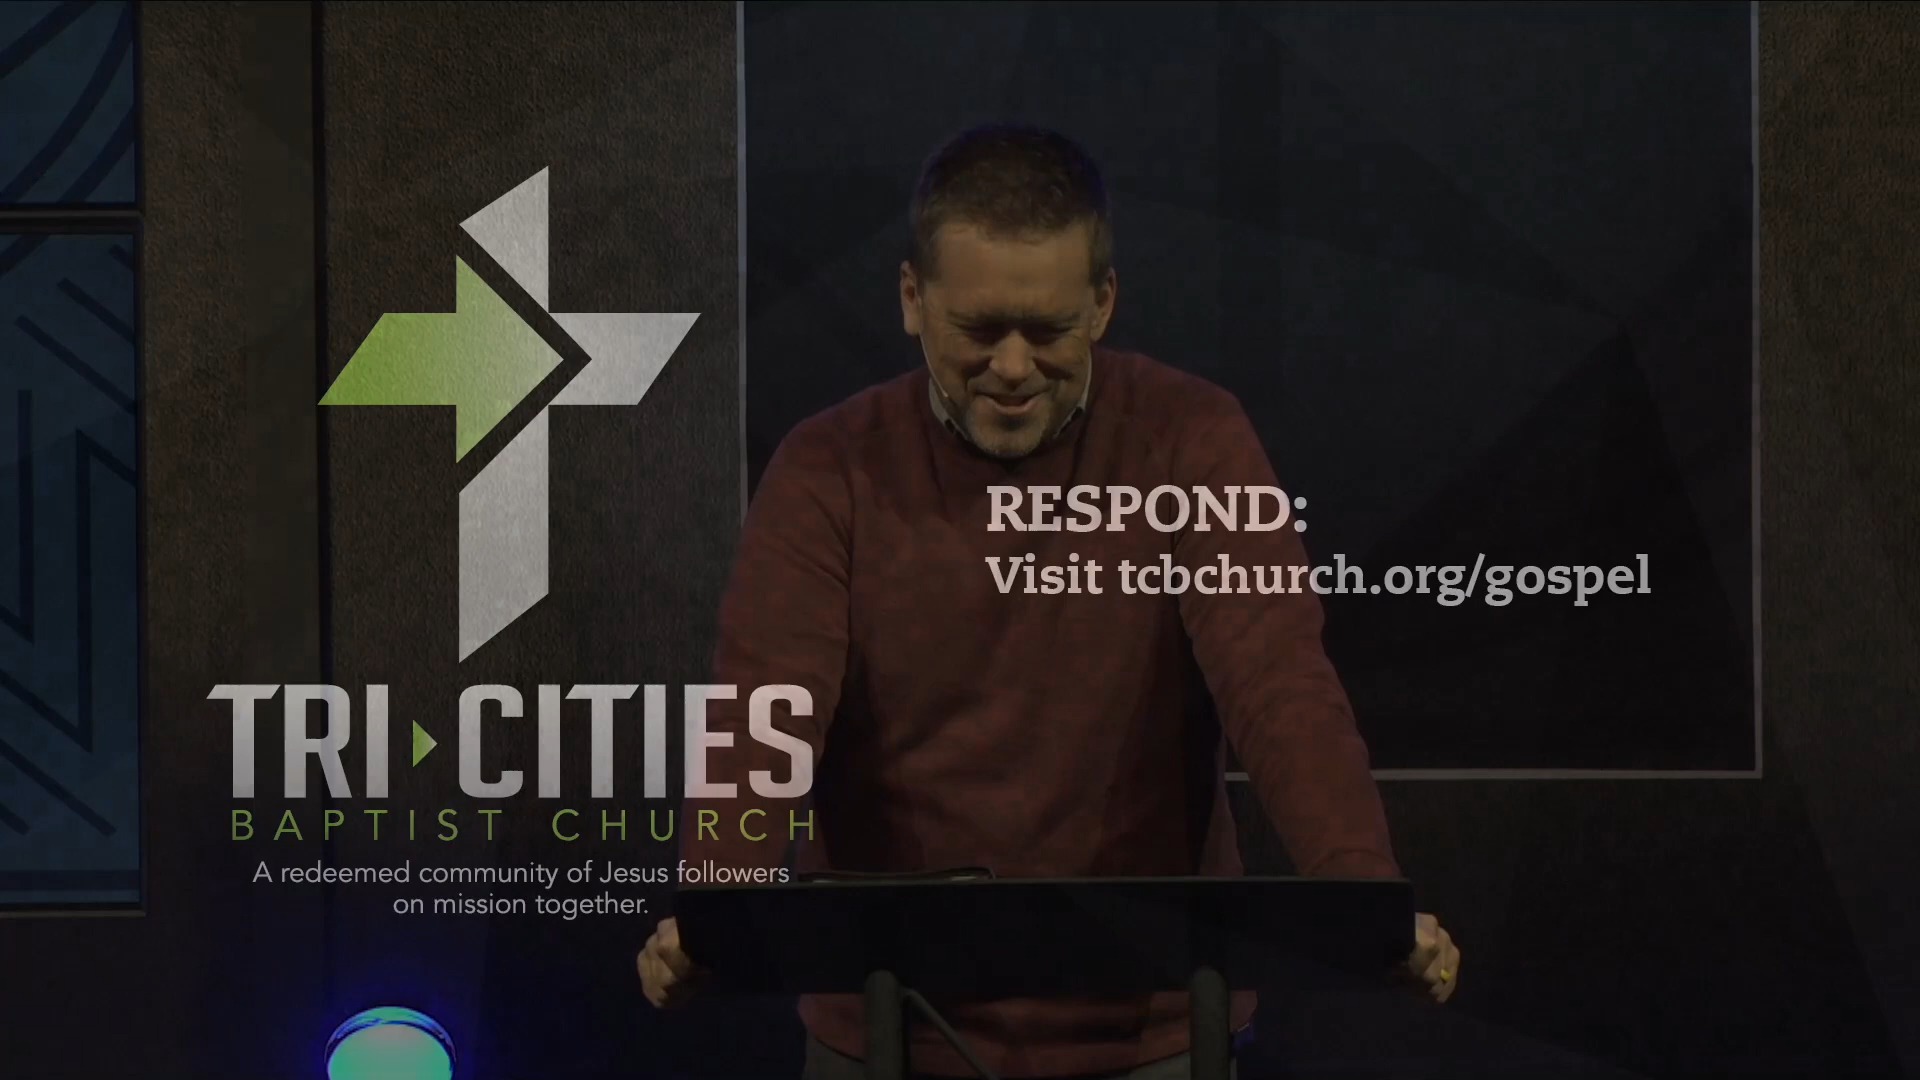 TRI CITIES
BAPTIST CHURCH
A redeemed community of Jesus followers
on mission together.
RESPOND:
Visit tcbchurch.org/gospel